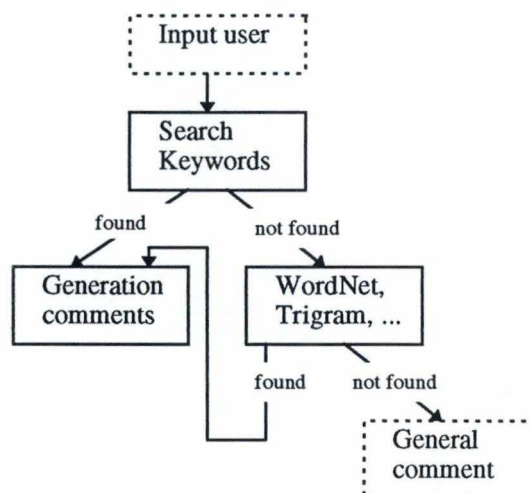 Input user
Search
Keywords
found
not found
Generation
comments
WordNet,
Trigram, ...
found
not found
General
comment